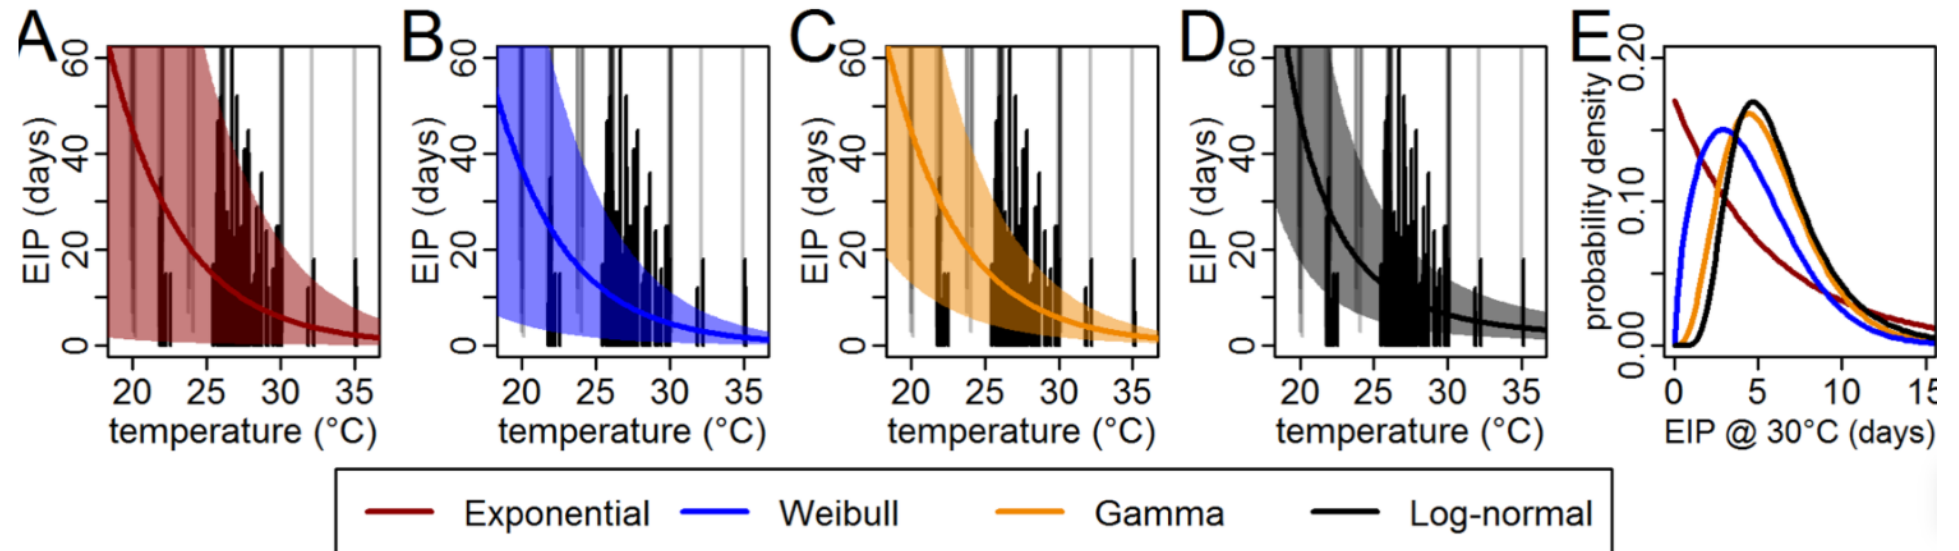 A B C D E
EIP (days)
0 20 40 60
20 25 30 35
temperature (°C)
EIP (days)
0 20 40 60
20 25 30 35
temperature (°C)
EIP (days)
0 20 40 60
20 25 30 35
temperature (°C)
EIP (days)
0 20 40 60
20 25 30 35
temperature (°C)
probability density
0.00 0.10 0.20
0 5 10 15
EIP @ 30°C (days)
Exponential Weibull Gamma Log-normal